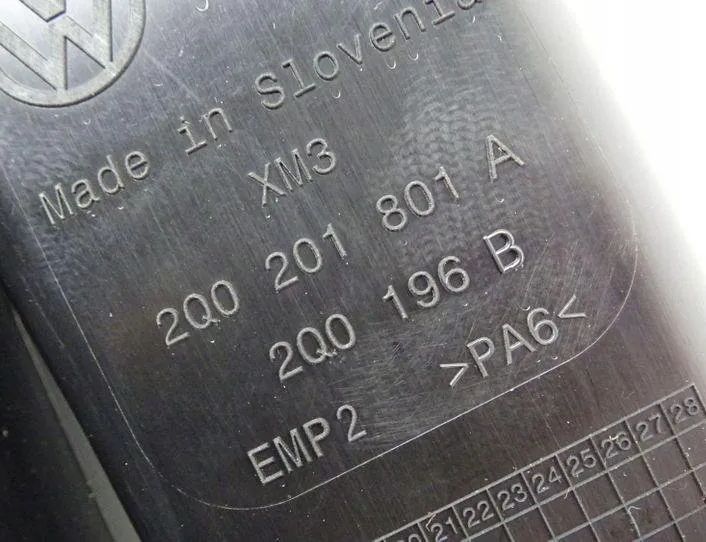 Made in Slovenia
XM3
2Q0 201 801 A
2Q0 196 B
>PA6<
EMP2
21 22 23 24 25 26 27 28